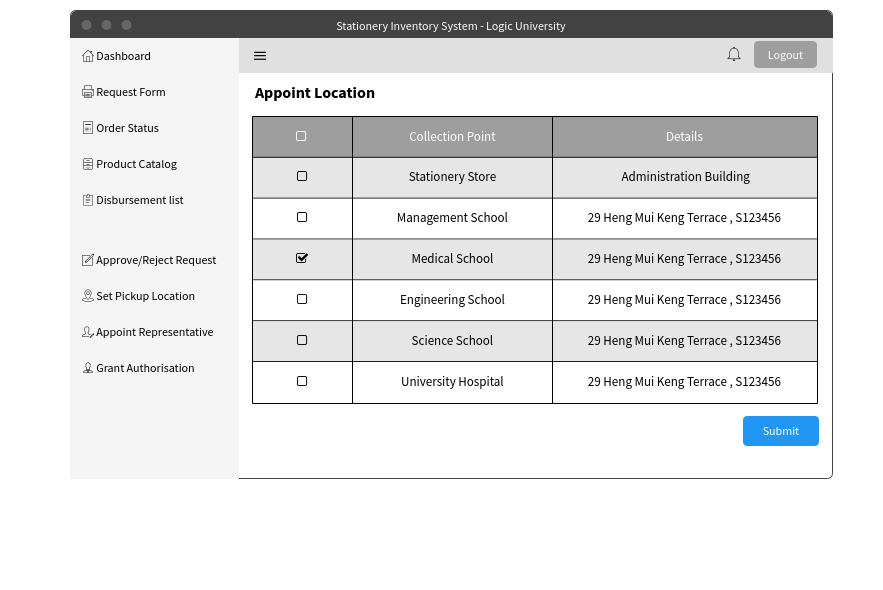 Stationery Inventory System - Logic University
Dashboard
Request Form
Order Status
Product Catalog
Disbursement list
Approve/Reject Request
Set Pickup Location
Appoint Representative
Grant Authorisation
Logout
Appoint Location
Collection Point Details
Stationery Store Administration Building
Management School 29 Heng Mui Keng Terrace , S123456
Medical School 29 Heng Mui Keng Terrace , S123456
Engineering School 29 Heng Mui Keng Terrace , S123456
Science School 29 Heng Mui Keng Terrace , S123456
University Hospital 29 Heng Mui Keng Terrace , S123456
Submit